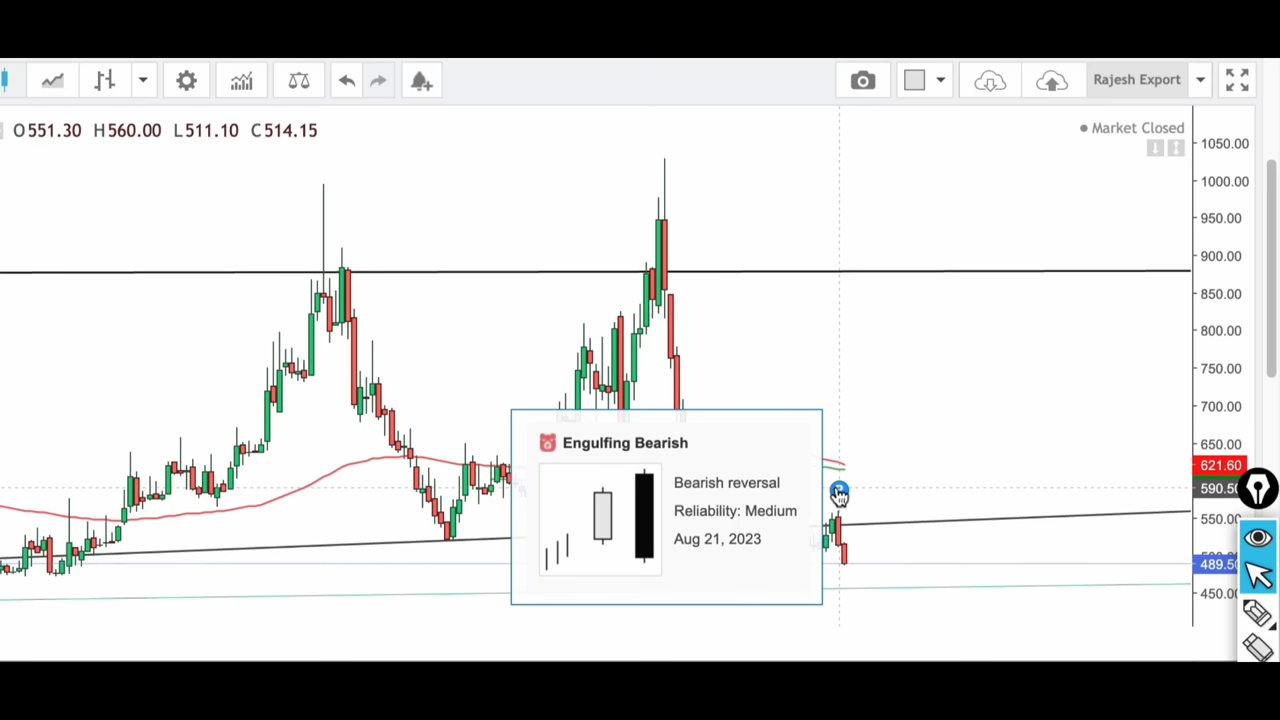 Rajesh Export
O551.30 H560.00 L511.10 C514.15
Market Closed
1050.00
1000.00
950.00
900.00
850.00
800.00
750.00
700.00
650.00
621.60
590.50
550.00
489.50
450.00
Engulfing Bearish
Bearish reversal
Reliability: Medium
Aug 21, 2023